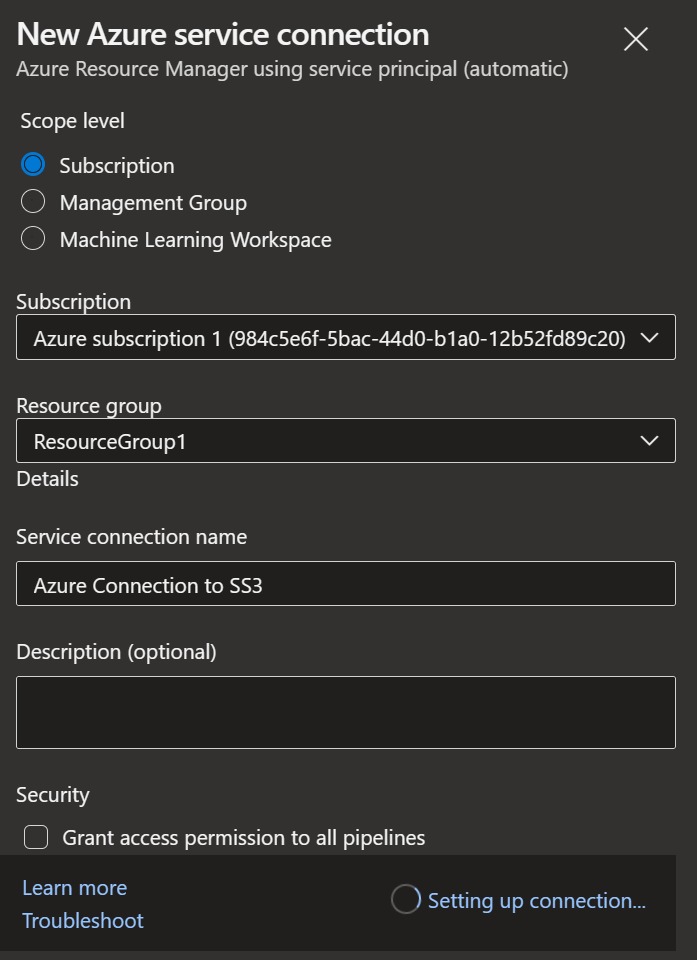 New Azure service connection
Azure Resource Manager using service principal (automatic)
Scope level
Subscription
Management Group
Machine Learning Workspace
Subscription
Azure subscription 1 (984c5e6f-5bac-44d0-b1a0-12b52fd89c20)
Resource group
ResourceGroup1
Details
Service connection name
Azure Connection to SS3
Description (optional)
Security
Grant access permission to all pipelines
Learn more
Setting up connection...
Troubleshoot